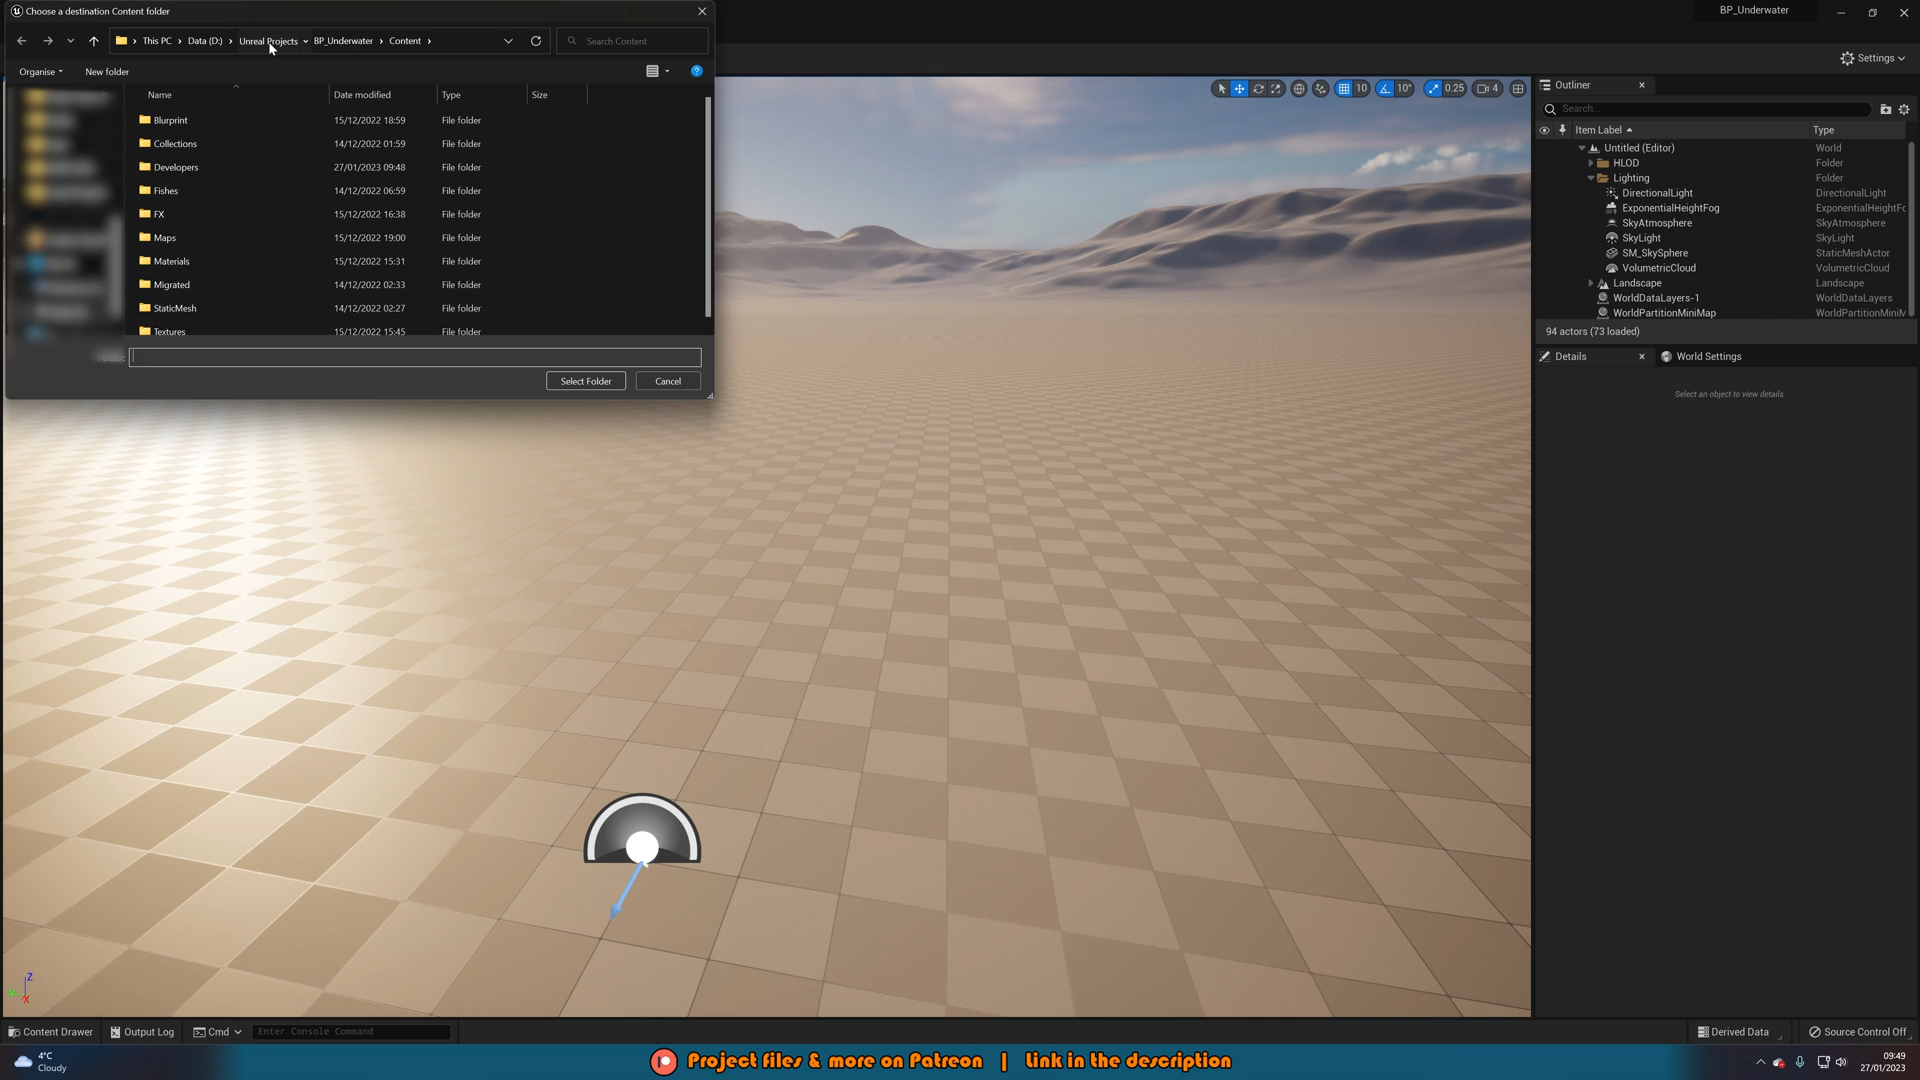 Choose a destination Content folder
BP_Underwater
This PC > Data (D:) > Unreal Projects BP_Underwater > Content >
Search Content
Organise
New folder
Settings
Name Date modified Type Size
Blurprint 15/12/2022 18:59 File folder
Collections 14/12/2022 01:59 File folder
Developers 27/01/2023 09:48 File folder
Fishes 14/12/2022 06:59 File folder
FX 15/12/2022 16:38 File folder
Maps 15/12/2022 19:00 File folder
Materials 15/12/2022 15:31 File folder
Migrated 14/12/2022 02:33 File folder
StaticMesh 14/12/2022 02:27 File folder
Textures 15/12/2022 15:45 File folder
Select Folder
Cancel
10 10° 0.25 4
Outliner
Search...
Item Label Type
Untitled (Editor) World
HLOD Folder
Lighting Folder
DirectionalLight DirectionalLight
ExponentialHeightFog ExponentialHeightFo
SkyAtmosphere SkyAtmosphere
SkyLight SkyLight
SM_SkySphere StaticMeshActor
VolumetricCloud VolumetricCloud
Landscape Landscape
WorldDataLayers-1 WorldDataLayers
WorldPartitionMiniMap WorldPartitionMiniM
94 actors (73 loaded)
Details
World Settings
Select an object to view details.
Z
X
Content Drawer
Output Log
Cmd
Enter Console Command
Derived Data
Source Control Off
4°C
Cloudy
Project files & more on Patreon | Link in the description
09:49
27/01/2023